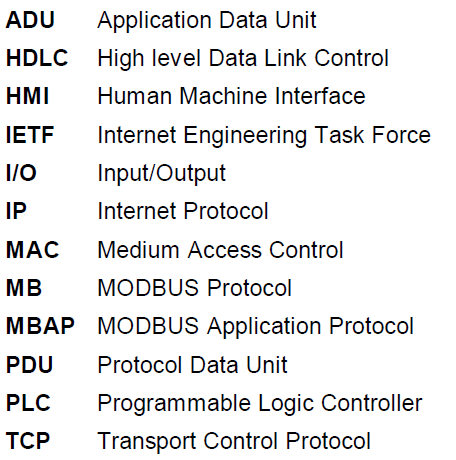 ADU Application Data Unit
HDLC High level Data Link Control
HMI Human Machine Interface
IETF Internet Engineering Task Force
I/O Input/Output
IP Internet Protocol
MAC Medium Access Control
MB MODBUS Protocol
MBAP MODBUS Application Protocol
PDU Protocol Data Unit
PLC Programmable Logic Controller
TCP Transport Control Protocol